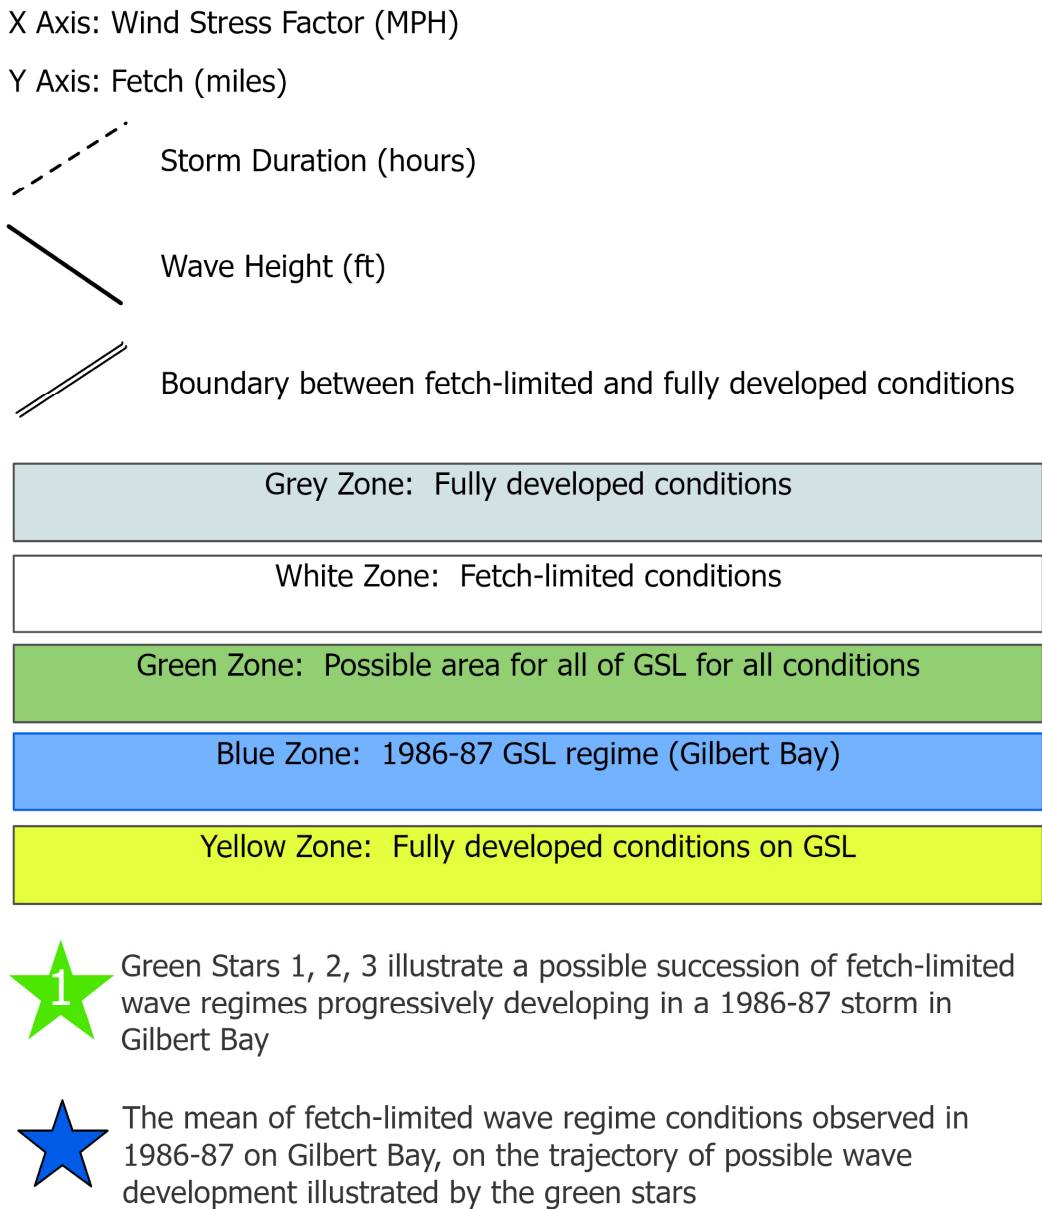 X Axis: Wind Stress Factor (MPH)
Y Axis: Fetch (miles)
Storm Duration (hours)
Wave Height (ft)
Boundary between fetch-limited and fully developed conditions
Grey Zone:  Fully developed conditions
White Zone:  Fetch-limited conditions
Green Zone:  Possible area for all of GSL for all conditions
Blue Zone:  1986-87 GSL regime (Gilbert Bay)
Yellow Zone:  Fully developed conditions on GSL
1
Green Stars 1, 2, 3 illustrate a possible succession of fetch-limited
wave regimes progressively developing in a 1986-87 storm in
Gilbert Bay
The mean of fetch-limited wave regime conditions observed in
1986-87 on Gilbert Bay, on the trajectory of possible wave
development illustrated by the green stars